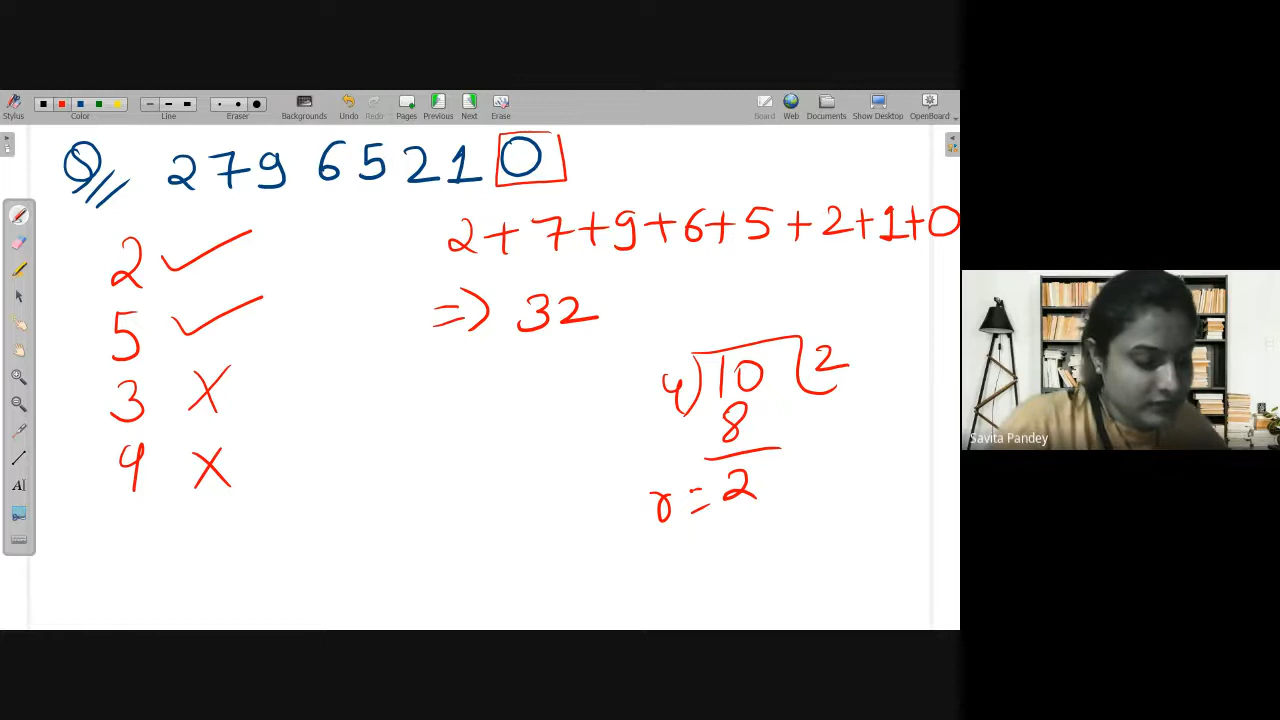 Stylus Color Line Eraser Backgrounds Undo Redo Pages Previous Next Erase Board Web Documents Show Desktop OpenBoard
Q// 279 65210
2+7+9+6+5+2+1+0
2 ✓
=> 32
5 ✓
4)10(2
3 X
8
4 X
r = 2
Savita Pandey